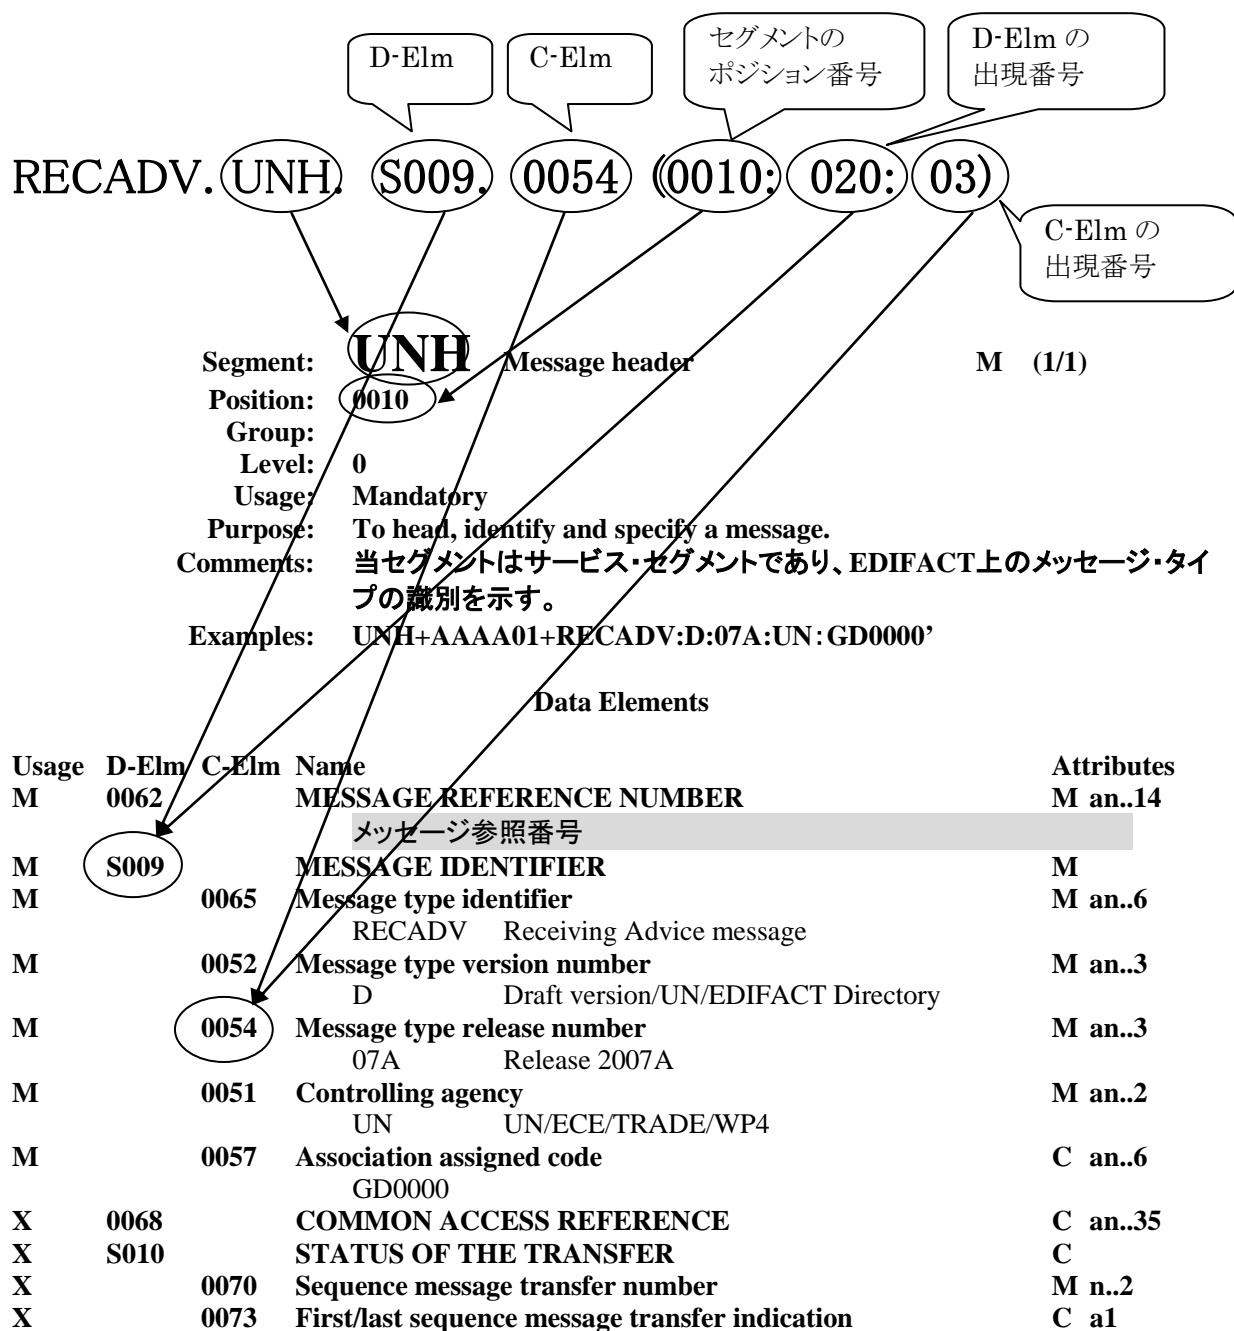 D-Elm
C-Elm
セグメントの
ポジション番号
D-Elm の
出現番号
RECADV. UNH. S009. 0054 (0010: 020: 03)
C-Elm の
出現番号
Segment: UNH Message header M (1/1)
Position: 0010
Group:
Level: 0
Usage: Mandatory
Purpose: To head, identify and specify a message.
Comments: 当セグメントはサービス・セグメントであり、EDIFACT上のメッセージ・タイ
プの識別を示す。
Examples: UNH+AAAA01+RECADV:D:07A:UN：GD0000’
Data Elements
Usage D-Elm C-Elm Name Attributes
M 0062 MESSAGE REFERENCE NUMBER M an..14
メッセージ参照番号
M S009 MESSAGE IDENTIFIER M
M 0065 Message type identifier M an..6
RECADV Receiving Advice message
M 0052 Message type version number M an..3
D Draft version/UN/EDIFACT Directory
M 0054 Message type release number M an..3
07A Release 2007A
M 0051 Controlling agency M an..2
UN UN/ECE/TRADE/WP4
M 0057 Association assigned code C an..6
GD0000
X 0068 COMMON ACCESS REFERENCE C an..35
X S010 STATUS OF THE TRANSFER C
X 0070 Sequence message transfer number M n..2
X 0073 First/last sequence message transfer indication C a1